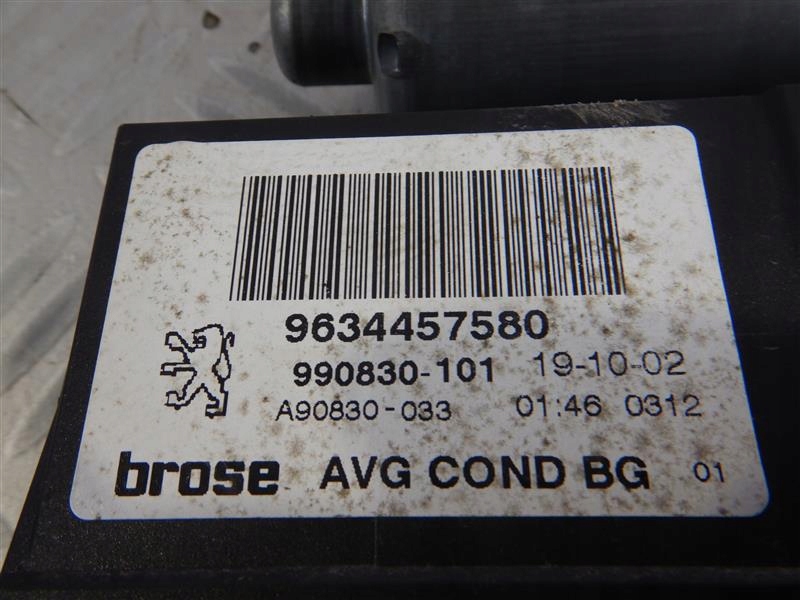 9634457580
990830-101 19-10-02
A90830-033 01:46 0312
brose AVG COND BG 01